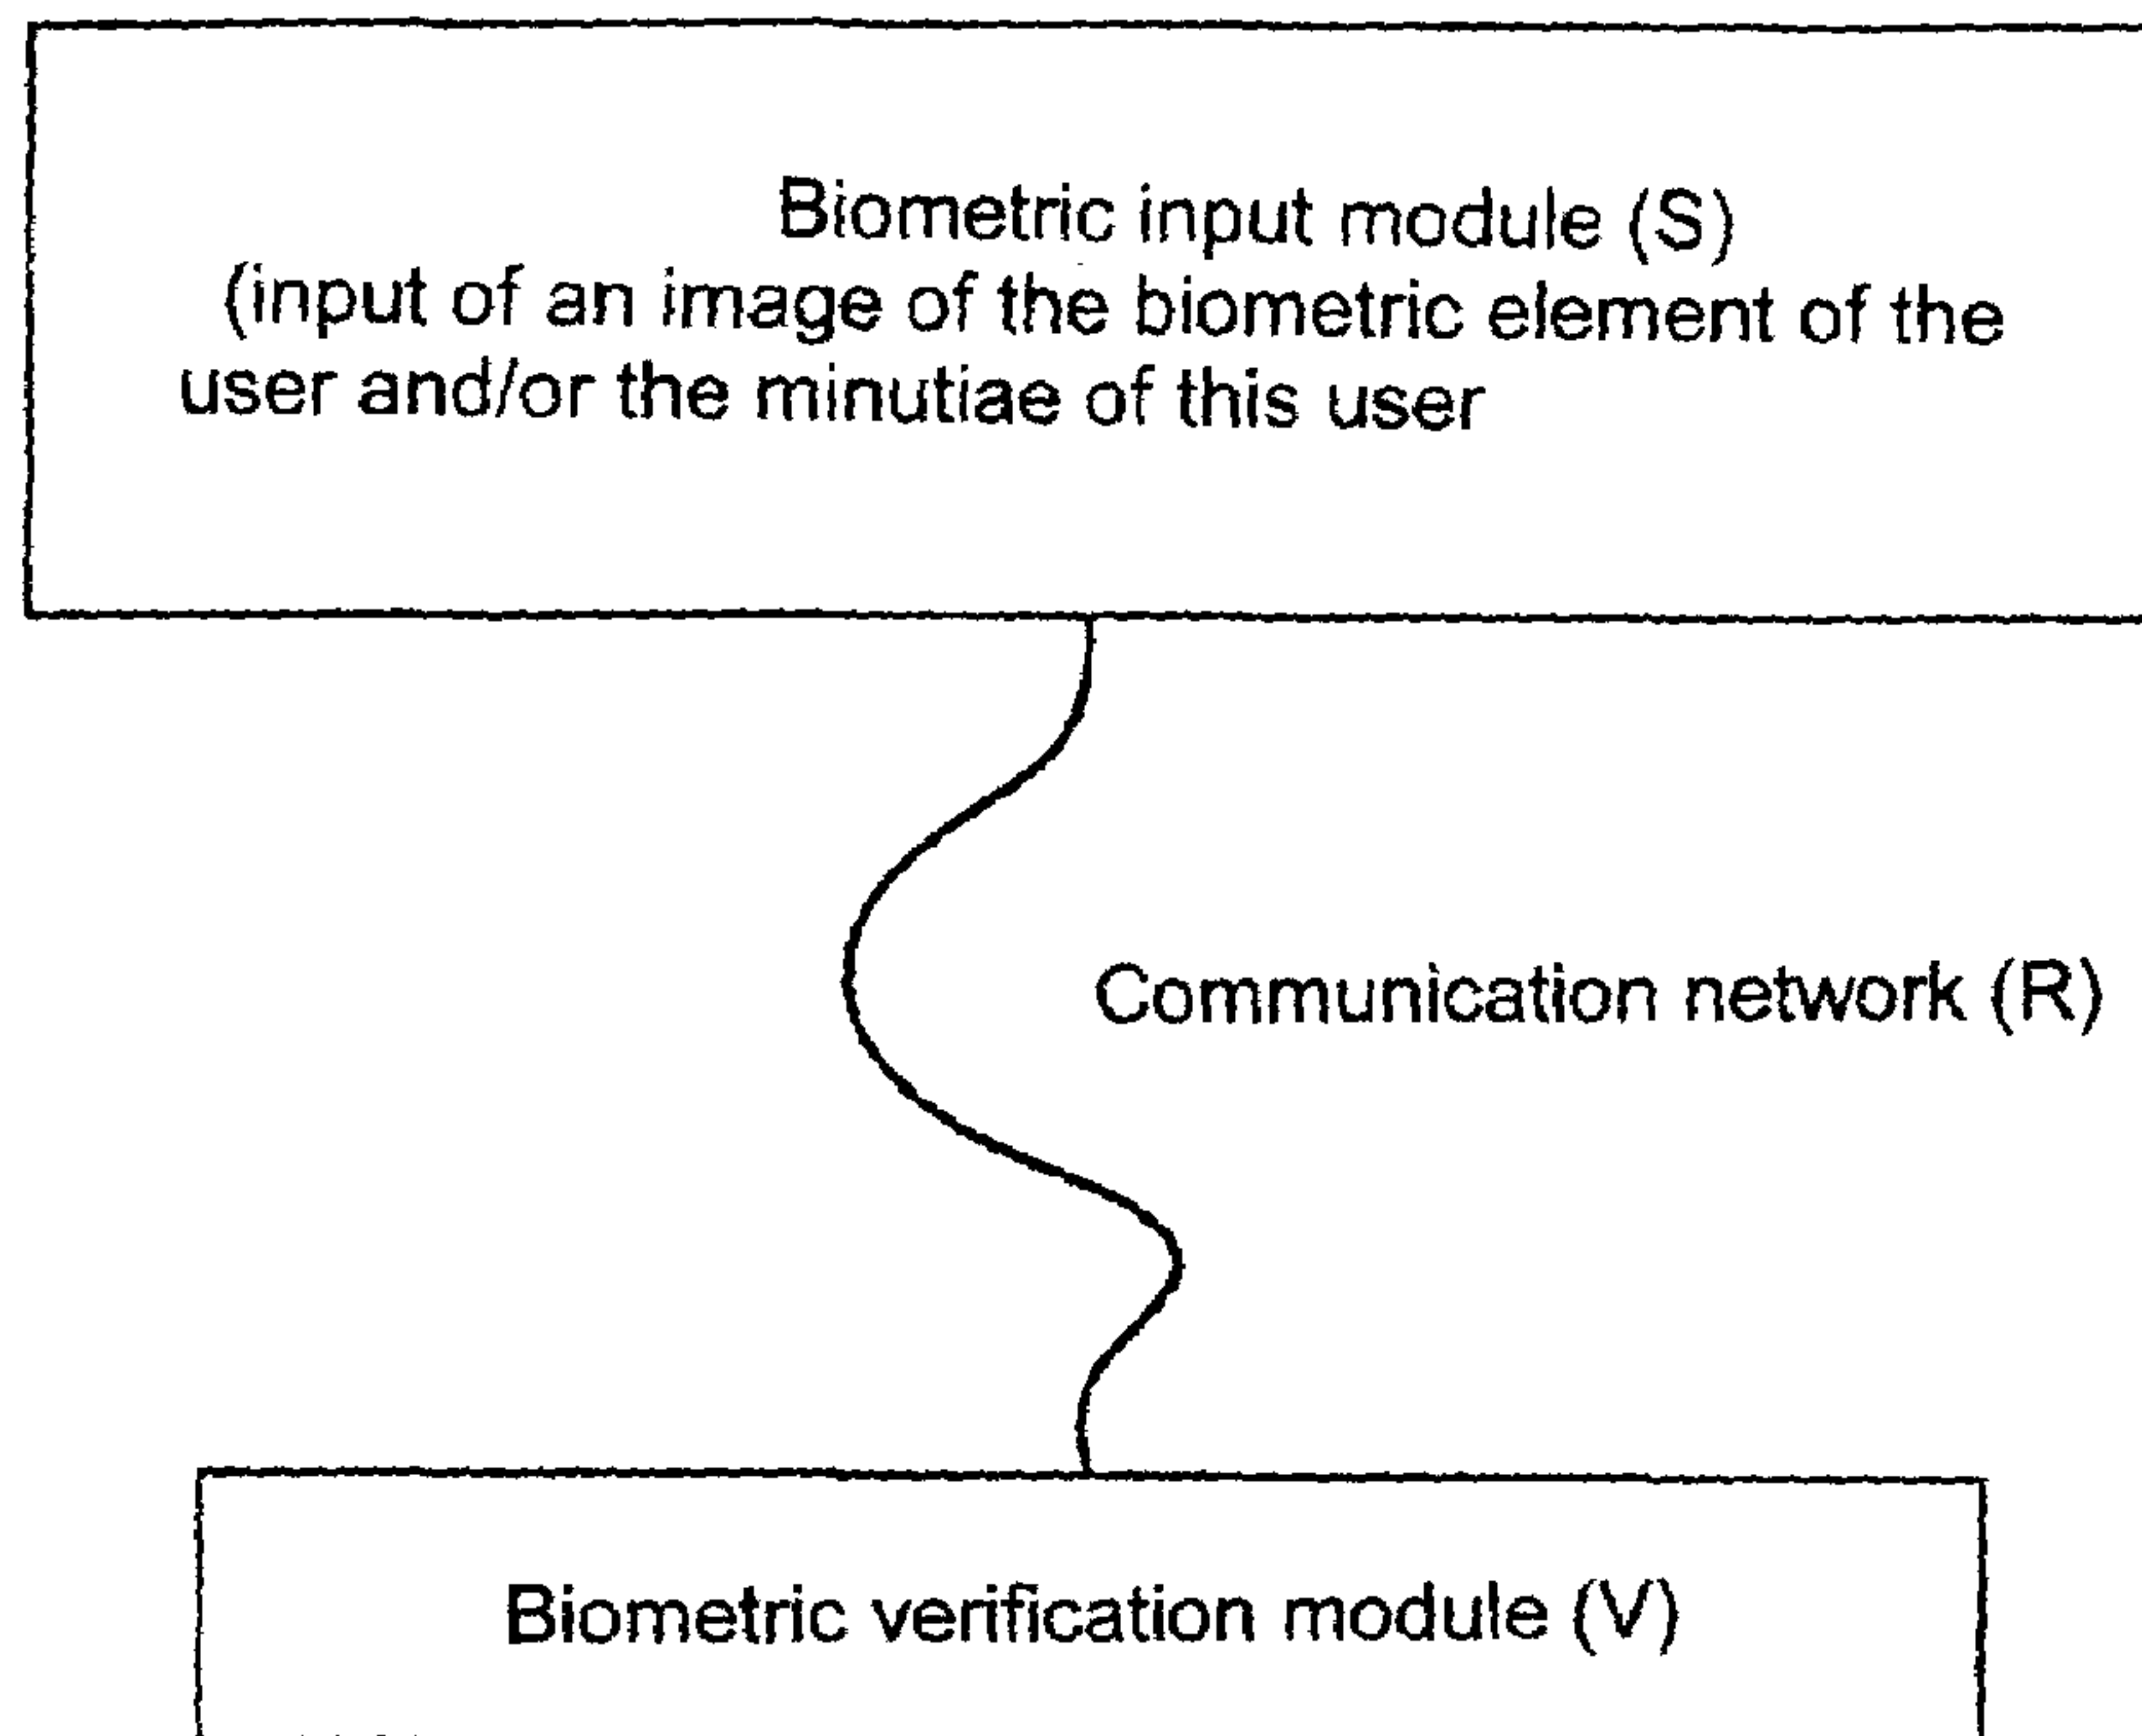 Biometric input module (S)
(input of an image of the biometric element of the
user and/or the minutiae of this user
Communication network (R)
Biometric verification module (V)